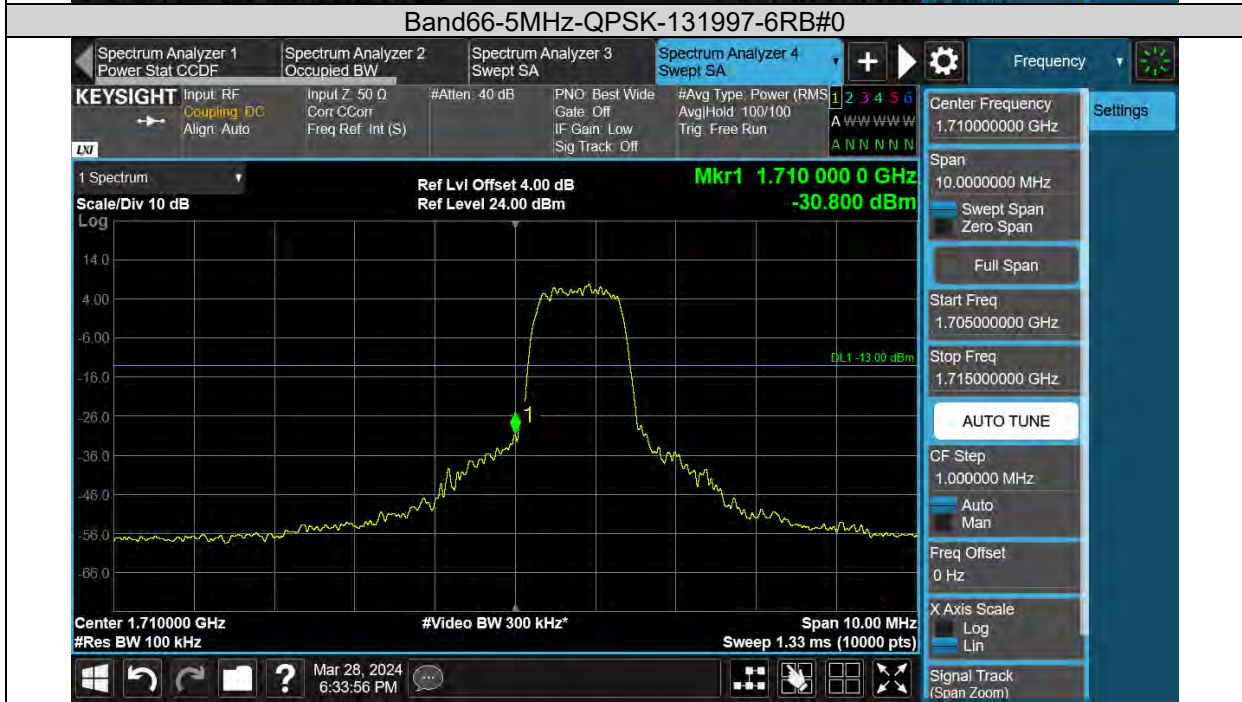 Band66-5MHz-QPSK-131997-6RB#0
Spectrum Analyzer 1
Power Stat CCDF
Spectrum Analyzer 2
Occupied BW
Spectrum Analyzer 3
Swept SA
Spectrum Analyzer 4
Swept SA
+
Frequency
KEYSIGHT
LXI
Input: RF
Coupling: DC
Align: Auto
Input Z: 50 Ω
Corr CCorr
Freq Ref: Int (S)
#Atten: 40 dB
PNO: Best Wide
Gate: Off
IF Gain: Low
Sig Track: Off
#Avg Type: Power (RMS
Avg|Hold: 100/100
Trig: Free Run
1 2 3 4 5 6
A W W W W W
A N N N N N
1 Spectrum
Scale/Div 10 dB
Log
Ref Lvl Offset 4.00 dB
Ref Level 24.00 dBm
Mkr1 1.710 000 0 GHz
-30.800 dBm
14.0
4.00
-6.00
-16.0
-26.0
-36.0
-46.0
-56.0
-66.0
DL1 -13.00 dBm
1
Center 1.710000 GHz
#Res BW 100 kHz
#Video BW 300 kHz*
Span 10.00 MHz
Sweep 1.33 ms (10000 pts)
Center Frequency
1.710000000 GHz
Span
10.0000000 MHz
Swept Span
Zero Span
Full Span
Start Freq
1.705000000 GHz
Stop Freq
1.715000000 GHz
AUTO TUNE
CF Step
1.000000 MHz
Auto
Man
Freq Offset
0 Hz
X Axis Scale
Log
Lin
Signal Track
(Span Zoom)
Settings
?
Mar 28, 2024
6:33:56 PM